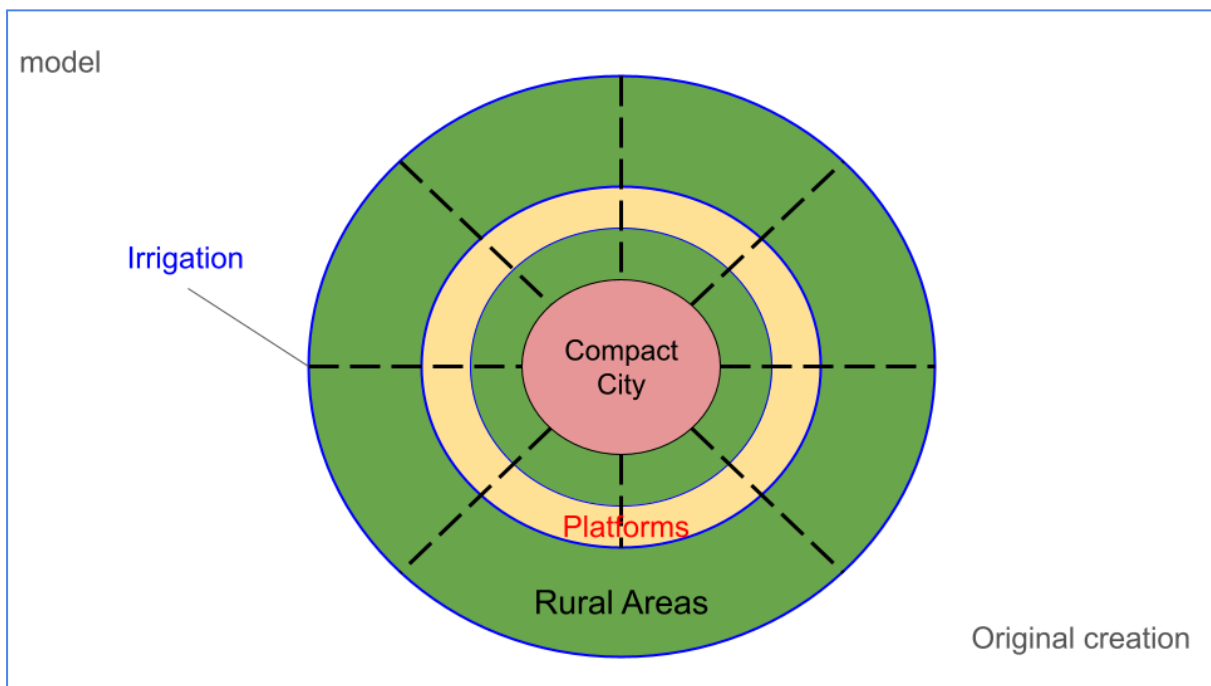 model
Irrigation
Compact
City
Platforms
Rural Areas
Original creation